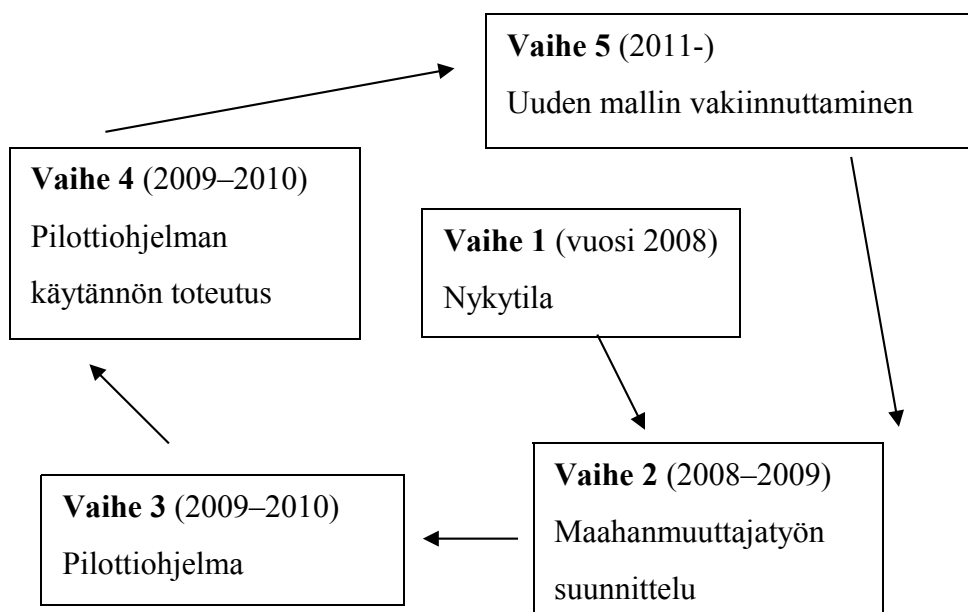 Vaihe 5 (2011-)
Uuden mallin vakiinnuttaminen
Vaihe 4 (2009–2010)
Pilottiohjelman
käytännön toteutus
Vaihe 1 (vuosi 2008)
Nykytila
Vaihe 2 (2008–2009)
Maahanmuuttajatyön
suunnittelu
Vaihe 3 (2009–2010)
Pilottiohjelma